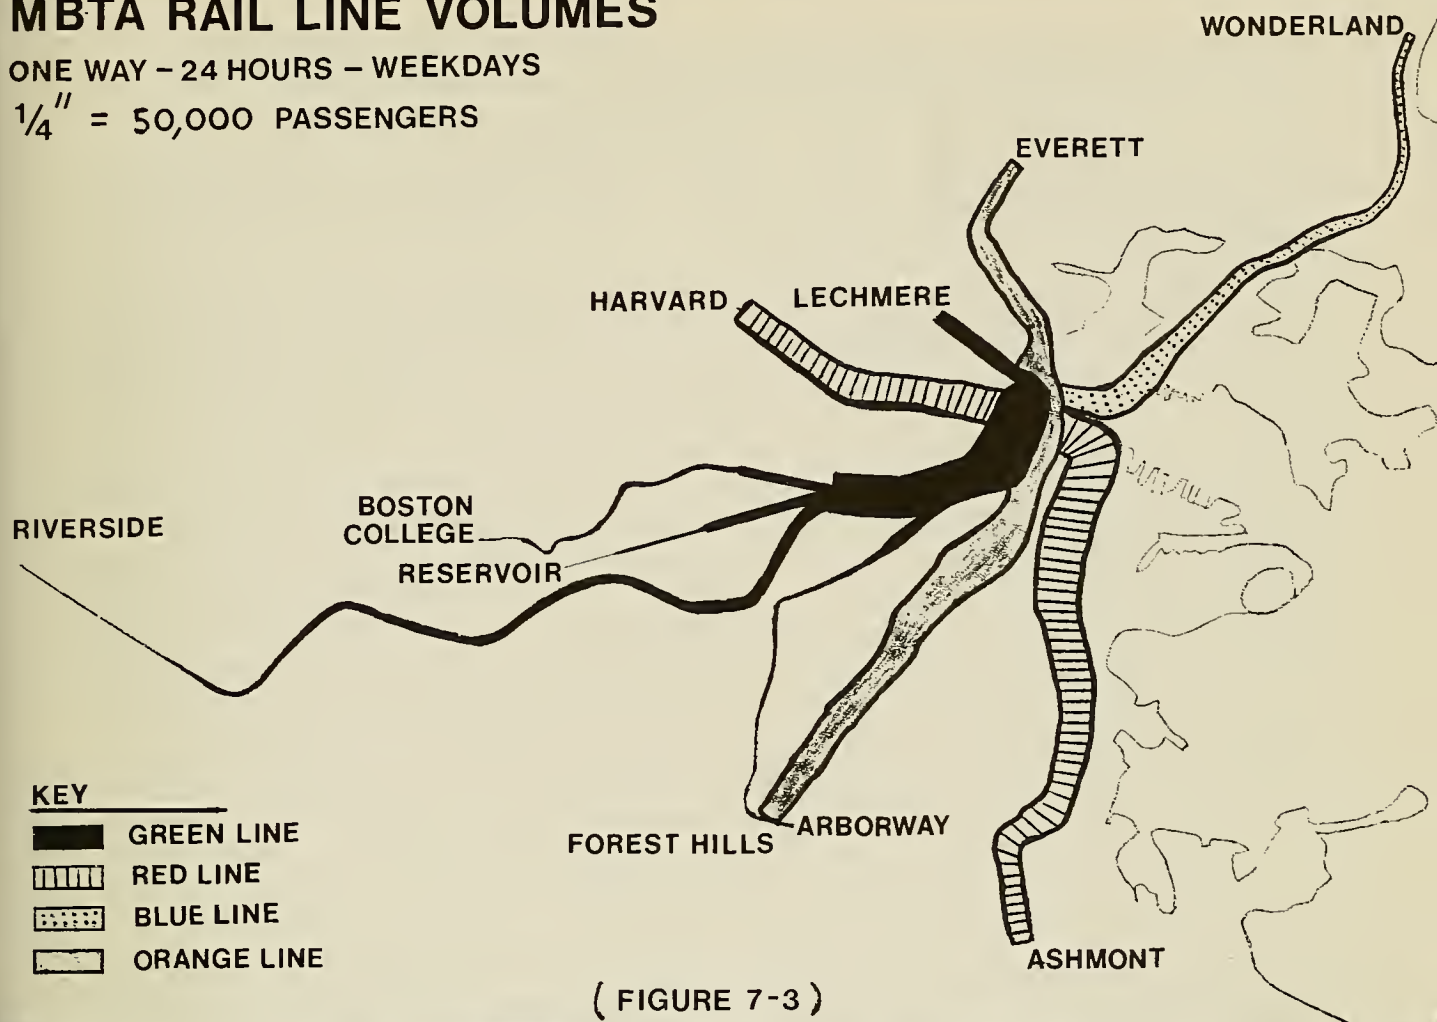 MBTA RAIL LINE VOLUMES
ONE WAY – 24 HOURS – WEEKDAYS
1/4" = 50,000 PASSENGERS
WONDERLAND
EVERETT
HARVARD
LECHMERE
BOSTON
COLLEGE
RIVERSIDE
RESERVOIR
ARBORWAY
FOREST HILLS
ASHMONT
KEY
GREEN LINE
RED LINE
BLUE LINE
ORANGE LINE
( FIGURE 7-3 )